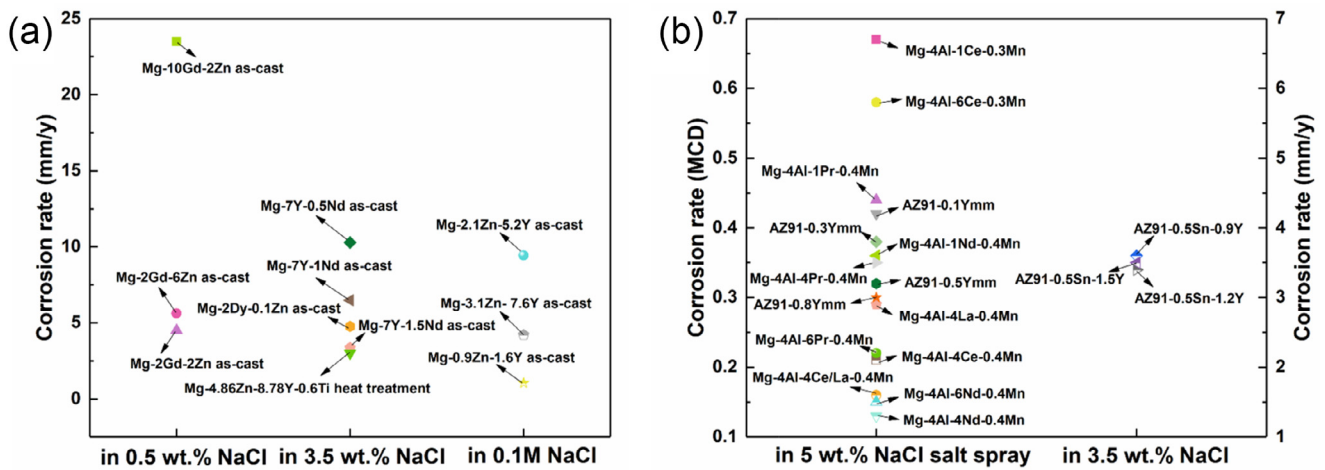 (a)
Corrosion rate (mm/y)
25
20
15
10
5
0
Mg-10Gd-2Zn as-cast
Mg-7Y-0.5Nd as-cast
Mg-2.1Zn-5.2Y as-cast
Mg-7Y-1Nd as-cast
Mg-2Gd-6Zn as-cast
Mg-2Dy-0.1Zn as-cast
Mg-3.1Zn- 7.6Y as-cast
Mg-7Y-1.5Nd as-cast
Mg-2Gd-2Zn as-cast
Mg-0.9Zn-1.6Y as-cast
Mg-4.86Zn-8.78Y-0.6Ti heat treatment
in 0.5 wt.% NaCl
in 3.5 wt.% NaCl
in 0.1M NaCl
(b)
Corrosion rate (MCD)
0.7
0.6
0.5
0.4
0.3
0.2
0.1
Mg-4Al-1Ce-0.3Mn
Mg-4Al-6Ce-0.3Mn
Mg-4Al-1Pr-0.4Mn
AZ91-0.1Ymm
AZ91-0.3Ymm
Mg-4Al-1Nd-0.4Mn
Mg-4Al-4Pr-0.4Mn
AZ91-0.5Ymm
AZ91-0.8Ymm
Mg-4Al-4La-0.4Mn
Mg-4Al-6Pr-0.4Mn
Mg-4Al-4Ce-0.4Mn
Mg-4Al-4Ce/La-0.4Mn
Mg-4Al-6Nd-0.4Mn
Mg-4Al-4Nd-0.4Mn
AZ91-0.5Sn-0.9Y
AZ91-0.5Sn-1.5Y
AZ91-0.5Sn-1.2Y
in 5 wt.% NaCl salt spray
in 3.5 wt.% NaCl
7
6
5
4
3
2
1
Corrosion rate (mm/y)